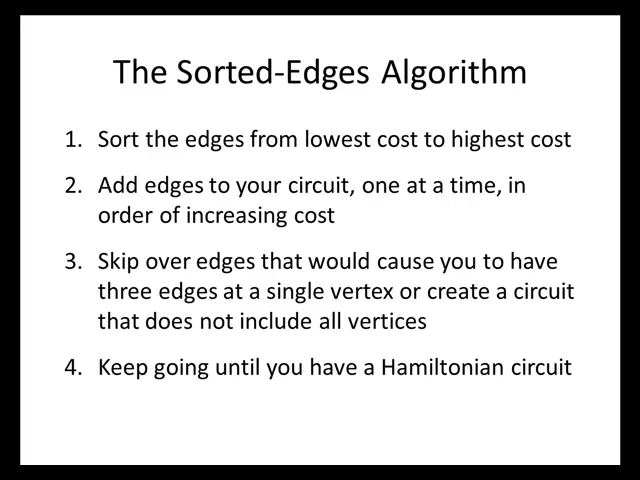 The Sorted-Edges Algorithm
1. Sort the edges from lowest cost to highest cost
2. Add edges to your circuit, one at a time, in
order of increasing cost
3. Skip over edges that would cause you to have
three edges at a single vertex or create a circuit
that does not include all vertices
4. Keep going until you have a Hamiltonian circuit